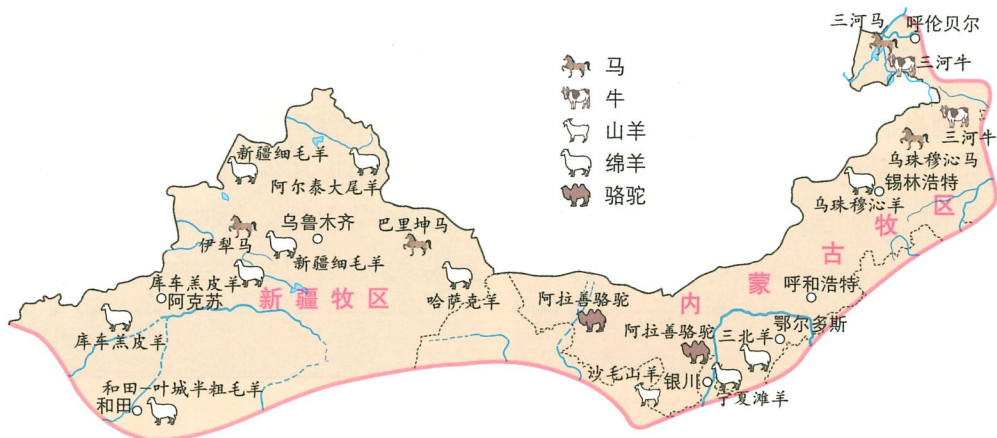 三河马
呼伦贝尔
三河牛
马
牛
山羊
绵羊
骆驼
三河牛
乌珠穆沁马
锡林浩特
乌珠穆沁羊
新疆细毛羊
阿尔泰大尾羊
乌鲁木齐
巴里坤马
伊犁马
新疆细毛羊
库车羔皮羊
阿克苏
新疆牧区
哈萨克羊
库车羔皮羊
和田-叶城半粗毛羊
和田
内蒙古牧区
呼和浩特
阿拉善骆驼
阿拉善骆驼
鄂尔多斯
三北羊
沙毛山羊
银川
宁夏滩羊